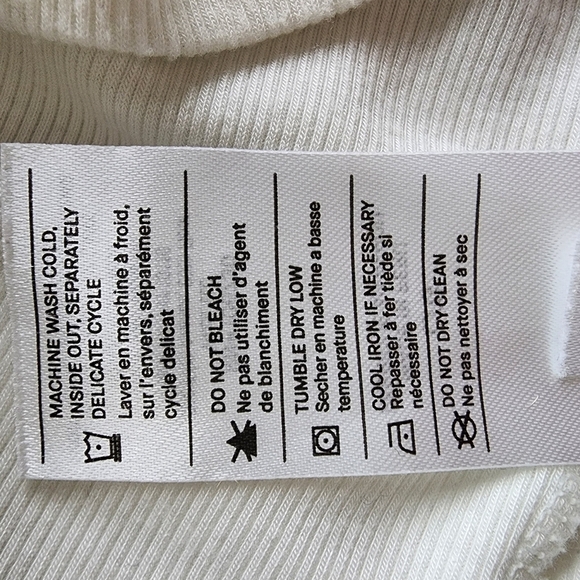 MACHINE WASH COLD,
INSIDE OUT, SEPARATELY
DELICATE CYCLE
Laver en machine à froid,
sur l'envers, séparément
cycle delicat
DO NOT BLEACH
Ne pas utiliser d'agent
de blanchiment
TUMBLE DRY LOW
Secher en machine a basse
temperature
COOL IRON IF NECESSARY
Repasser à fer tiède si
nécessaire
DO NOT DRY CLEAN
Ne pas nettoyer à sec